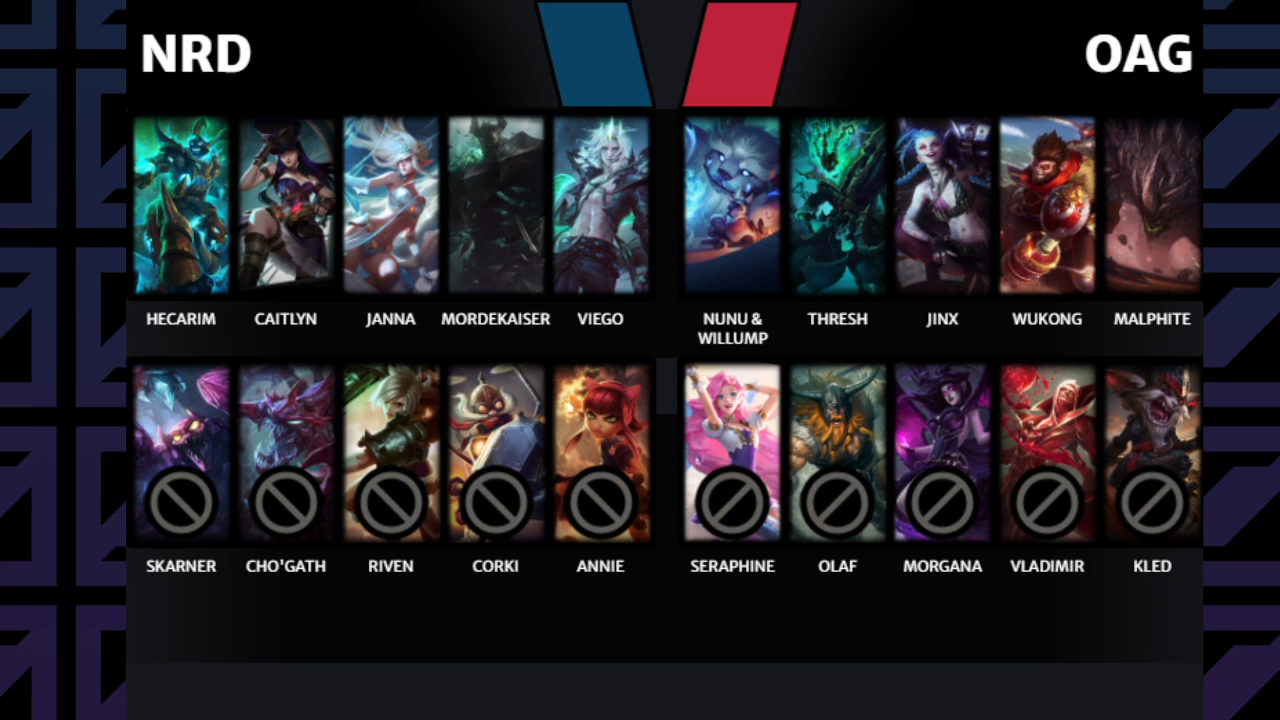 NRD
OAG
HECARIM
CAITLYN
JANNA
MORDEKAISER
VIEGO
NUNU &
WILLUMP
THRESH
JINX
WUKONG
MALPHITE
SKARNER
CHO'GATH
RIVEN
CORKI
ANNIE
SERAPHINE
OLAF
MORGANA
VLADIMIR
KLED